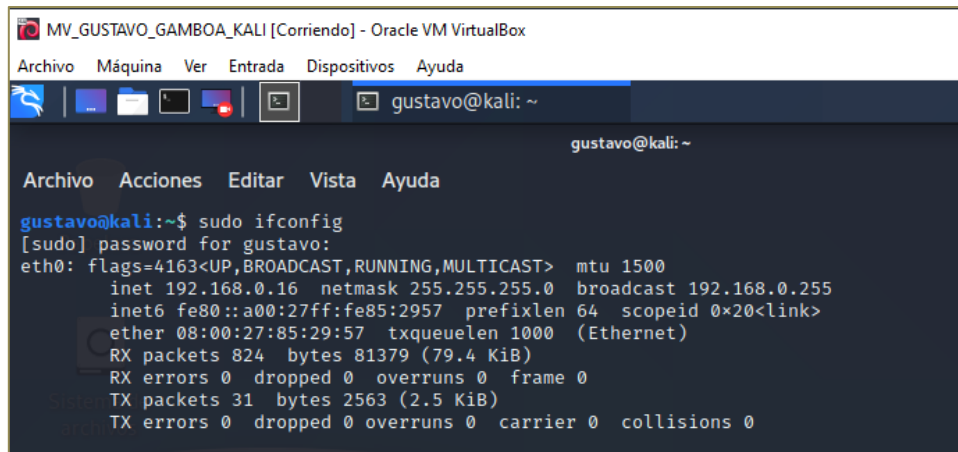 MV_GUSTAVO_GAMBOA_KALI [Corriendo] - Oracle VM VirtualBox
Archivo Máquina Ver Entrada Dispositivos Ayuda
gustavo@kali: ~
gustavo@kali: ~
Archivo Acciones Editar Vista Ayuda
gustavo@kali:~$ sudo ifconfig
[sudo] password for gustavo:
eth0: flags=4163<UP,BROADCAST,RUNNING,MULTICAST> mtu 1500
inet 192.168.0.16 netmask 255.255.255.0 broadcast 192.168.0.255
inet6 fe80::a00:27ff:fe85:2957 prefixlen 64 scopeid 0×20<link>
ether 08:00:27:85:29:57 txqueuelen 1000 (Ethernet)
RX packets 824 bytes 81379 (79.4 KiB)
RX errors 0 dropped 0 overruns 0 frame 0
TX packets 31 bytes 2563 (2.5 KiB)
TX errors 0 dropped 0 overruns 0 carrier 0 collisions 0